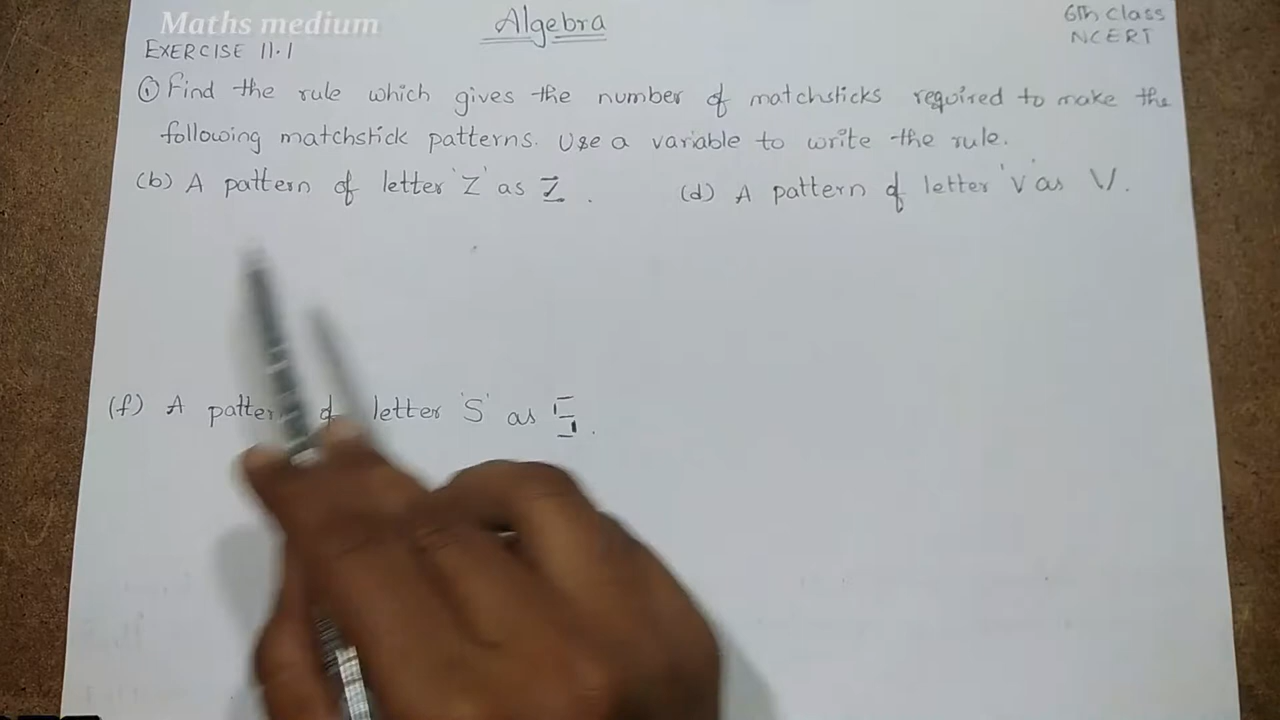 Maths medium
Algebra
6th Class
NCERT
EXERCISE 11.1
① Find the rule which gives the number of matchsticks required to make the
following matchstick patterns. Use a variable to write the rule.
(b) A pattern of letter 'Z' as Z.
(d) A pattern of letter 'V' as V.
(f) A pattern of letter 'S' as S.